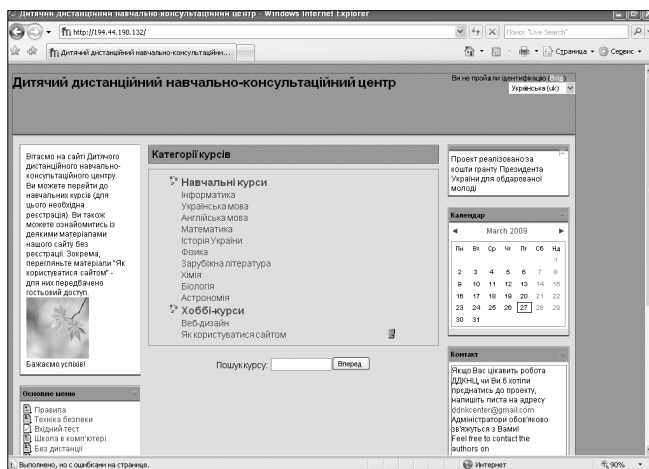 Дитячий дистанційний навчально-консультаційний центр - Windows Internet Explorer
http://194.44.190.132/
Поиск "Live Search"
Дитячий дистанційний навчально-консультаційни...
Страница
Сервис
Дитячий дистанційний навчально-консультаційний центр
Ви не пройшли ідентифікацію (Вхід)
Українська (uk)
Вітаємо на сайті Дитячого
дистанційного навчально-
консультаційного центру.
Ви можете перейти до
навчальних курсів (для
цього необхідна
реєстрація). Ви також
можете ознайомитись із
деякими матеріалами
нашого сайту без
реєстрації. Зокрема,
перегляньте матеріали "Як
користуватися сайтом" -
для них передбачено
гостьовий доступ.
Бажаємо успіхів!
Основне меню
Правила
Техніка безпеки
Вхідний тест
Школа в комп'ютері
Без дистанції
Категорії курсів
Навчальні курси
Інформатика
Українська мова
Англійська мова
Математика
Історія України
Фізика
Зарубіжна література
Хімія
Біологія
Астрономія
Хоббі-курси
Веб-дизайн
Як користуватися сайтом
Пошук курсу:
Вперед
Проект реалізовано за
кошти гранту Президента
України для обдарованої
молоді.
Календар
March 2009
Пн Вт Ср Чт Пт Сб Нд
1
2 3 4 5 6 7 8
9 10 11 12 13 14 15
16 17 18 19 20 21 22
23 24 25 26 27 28 29
30 31
Контакт
Якщо Вас цікавить робота
ДДКНЦ, чи Ви б хотіли
приєднатись до проекту,
напишіть листа на адресу
ddnkcenter@gmail.com
Адміністратори обов'яково
зв'яжуться з Вами!
Feel free to contact the
authors on
Выполнено, но с ошибками на странице.
Интернет
90%